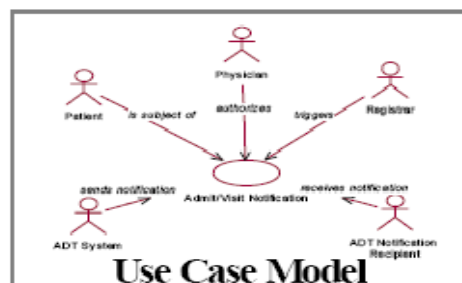 Physician
Patient
is subject of
authorizes
triggers
Registrar
sends notification
Admit/Visit Notification
receives notification
ADT System
ADT Notification
Recipient
Use Case Model